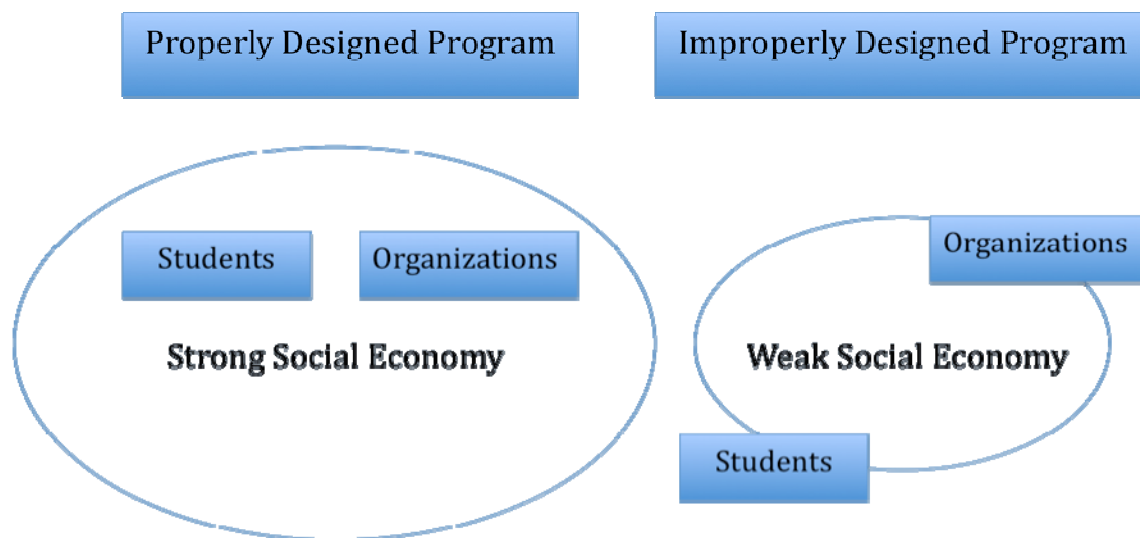 Properly Designed Program
Improperly Designed Program
Students
Organizations
Strong Social Economy
Organizations
Weak Social Economy
Students